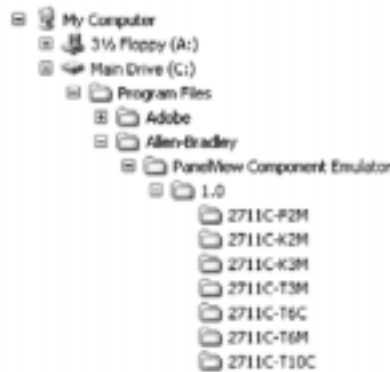 My Computer
3½ Floppy (A:)
Main Drive (C:)
Program Files
Adobe
Allen-Bradley
PanelView Component Emulator
1.0
2711C-F2M
2711C-K2M
2711C-K3M
2711C-T3M
2711C-T6C
2711C-T6M
2711C-T10C